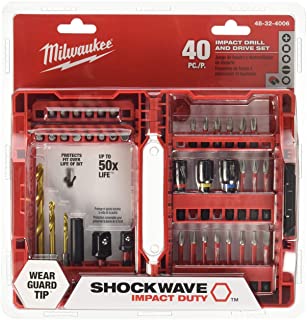 48-32-4006
Milwaukee
40
PC./P.
IMPACT DRILL
AND DRIVE SET
PROTECTS
FIT OVER
LIFE OF BIT
UP TO
50x
LIFE
WEAR
GUARD
TIP
SHOCKWAVE
IMPACT DUTY™